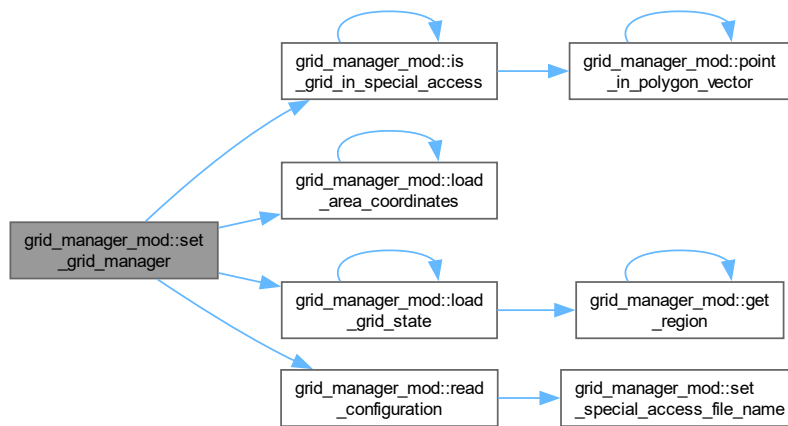 grid_manager_mod::is
_grid_in_special_access
grid_manager_mod::point
_in_polygon_vector
grid_manager_mod::load
_area_coordinates
grid_manager_mod::set
_grid_manager
grid_manager_mod::load
_grid_state
grid_manager_mod::get
_region
grid_manager_mod::read
_configuration
grid_manager_mod::set
_special_access_file_name